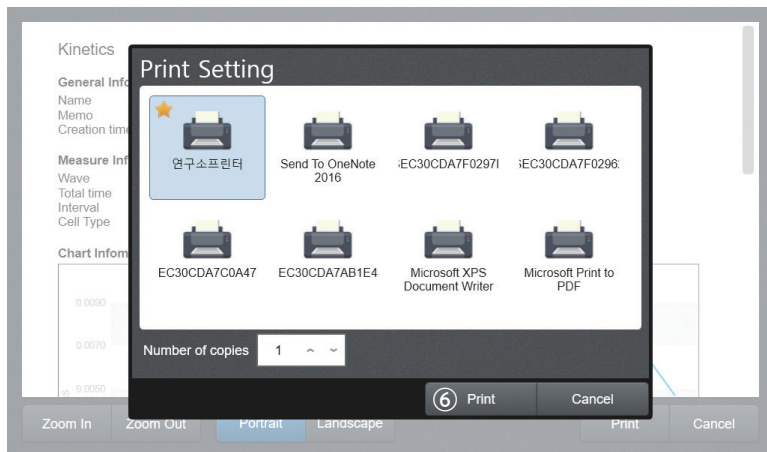 Kinetics
General Info
Name
Memo
Creation time
Measure Inf
Wave
Total time
Interval
Cell Type
Chart Infom
0.0090
0.0070
0.0050
Print Setting
연구소프린터
Send To OneNote
2016
EC30CDA7F0297I
EC30CDA7F0296
EC30CDA7C0A47
EC30CDA7AB1E4
Microsoft XPS
Document Writer
Microsoft Print to
PDF
Number of copies 1
⑥ Print Cancel
Zoom In Zoom Out Portrait Landscape Print Cancel